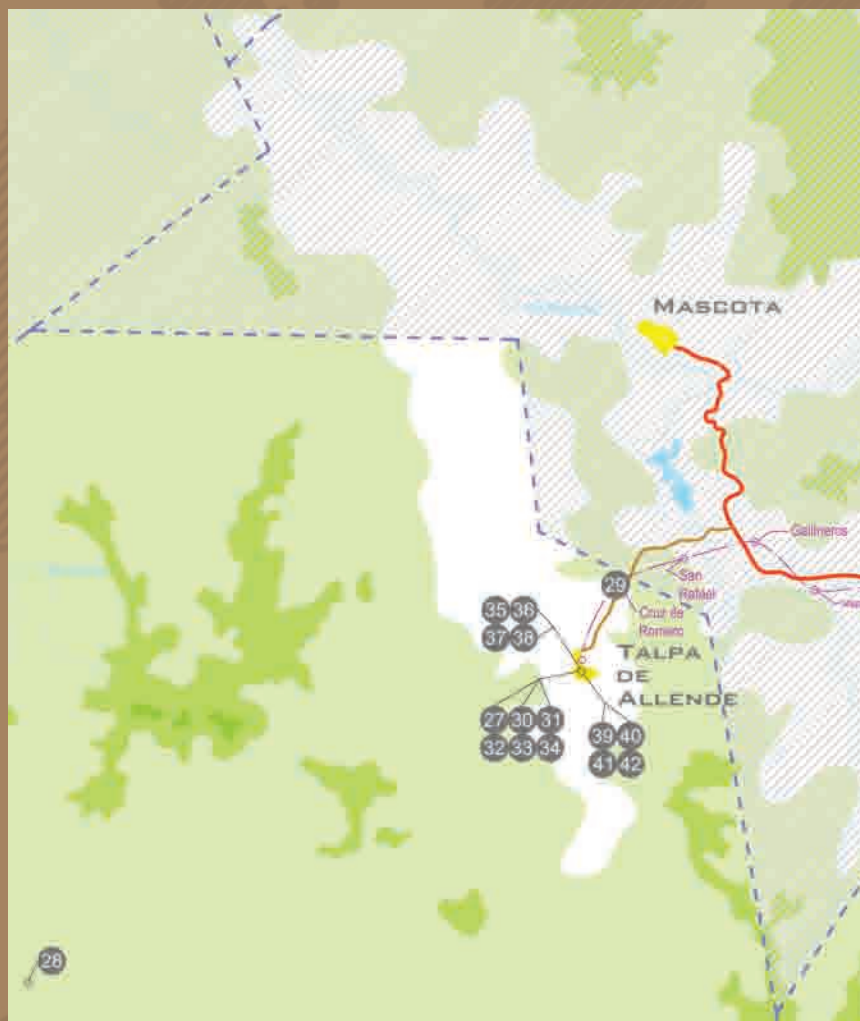 MASCOTA
Gallineros
29
San
Rafael
35 36
Cruz de
Romero
37 38
TALPA
DE
ALLENDE
27 30 31
32 33 34
39 40
41 42
28